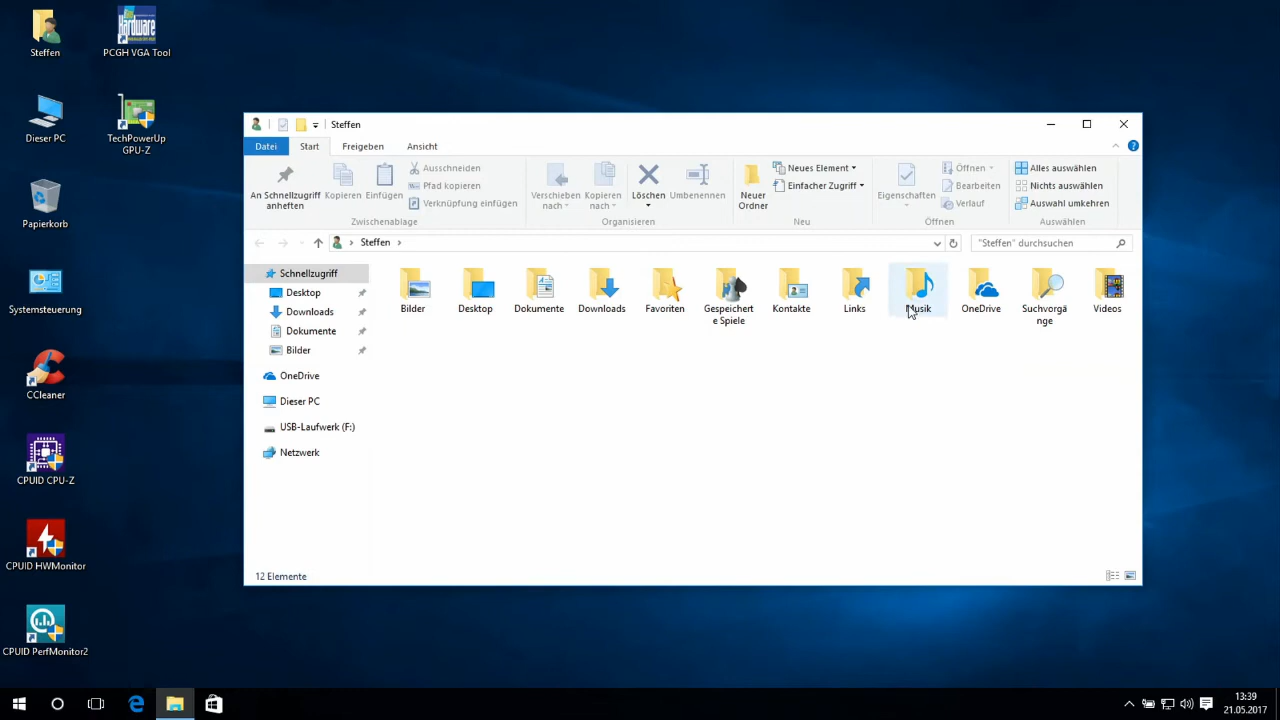 Steffen
PCGH VGA Tool
Dieser PC
TechPowerUp
GPU-Z
Papierkorb
Systemsteuerung
CCleaner
CPUID CPU-Z
CPUID HWMonitor
CPUID PerfMonitor2
Steffen
Datei Start Freigeben Ansicht
An Schnellzugriff
anheften
Kopieren
Einfügen
Ausschneiden
Pfad kopieren
Verknüpfung einfügen
Zwischenablage
Verschieben
nach
Kopieren
nach
Löschen
Umbenennen
Organisieren
Neuer
Ordner
Neues Element
Einfacher Zugriff
Neu
Eigenschaften
Öffnen
Bearbeiten
Verlauf
Öffnen
Alles auswählen
Nichts auswählen
Auswahl umkehren
Auswählen
Steffen
"Steffen" durchsuchen
Schnellzugriff
Desktop
Downloads
Dokumente
Bilder
OneDrive
Dieser PC
USB-Laufwerk (F:)
Netzwerk
Bilder
Desktop
Dokumente
Downloads
Favoriten
Gespeichert
e Spiele
Kontakte
Links
Musik
OneDrive
Suchvorgä
nge
Videos
12 Elemente
13:39
21.05.2017